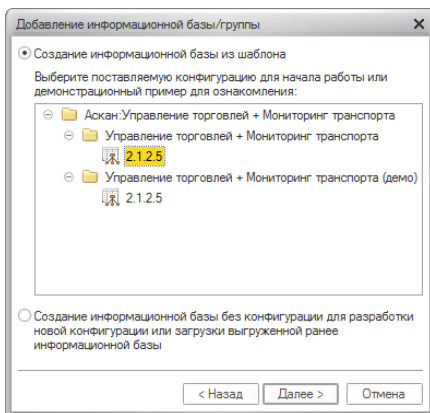 Добавление информационной базы/группы
Создание информационной базы из шаблона
Выберите поставляемую конфигурацию для начала работы или
демонстрационный пример для ознакомления:
Аскан:Управление торговлей + Мониторинг транспорта
Управление торговлей + Мониторинг транспорта
2.1.2.5
Управление торговлей + Мониторинг транспорта (демо)
2.1.2.5
Создание информационной базы без конфигурации для разработки
новой конфигурации или загрузки выгруженной ранее
информационной базы
< Назад Далее > Отмена